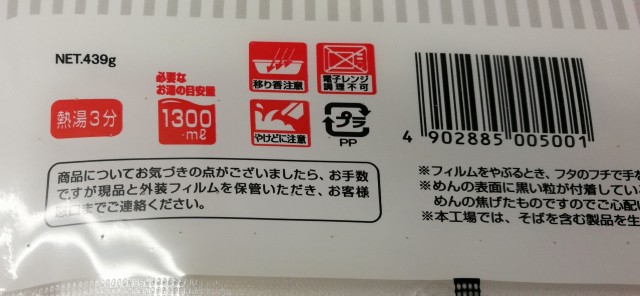 NET.439g
熱湯3分
必要な
お湯の目安量
1300
mℓ
移り香注意
電子レンジ
調理不可
やけどに注意
プラ
PP
4 902885 005001
商品についてお気づきの点がございましたら、お手数
ですが現品と外装フィルムを保管いただき、お客様
窓口までご連絡ください。
※フィルムをやぶるとき、フタのフチで手を
※めんの表面に黒い粒が付着してい
めんの焦げたものですのでご心配
※本工場では、そばを含む製品を生